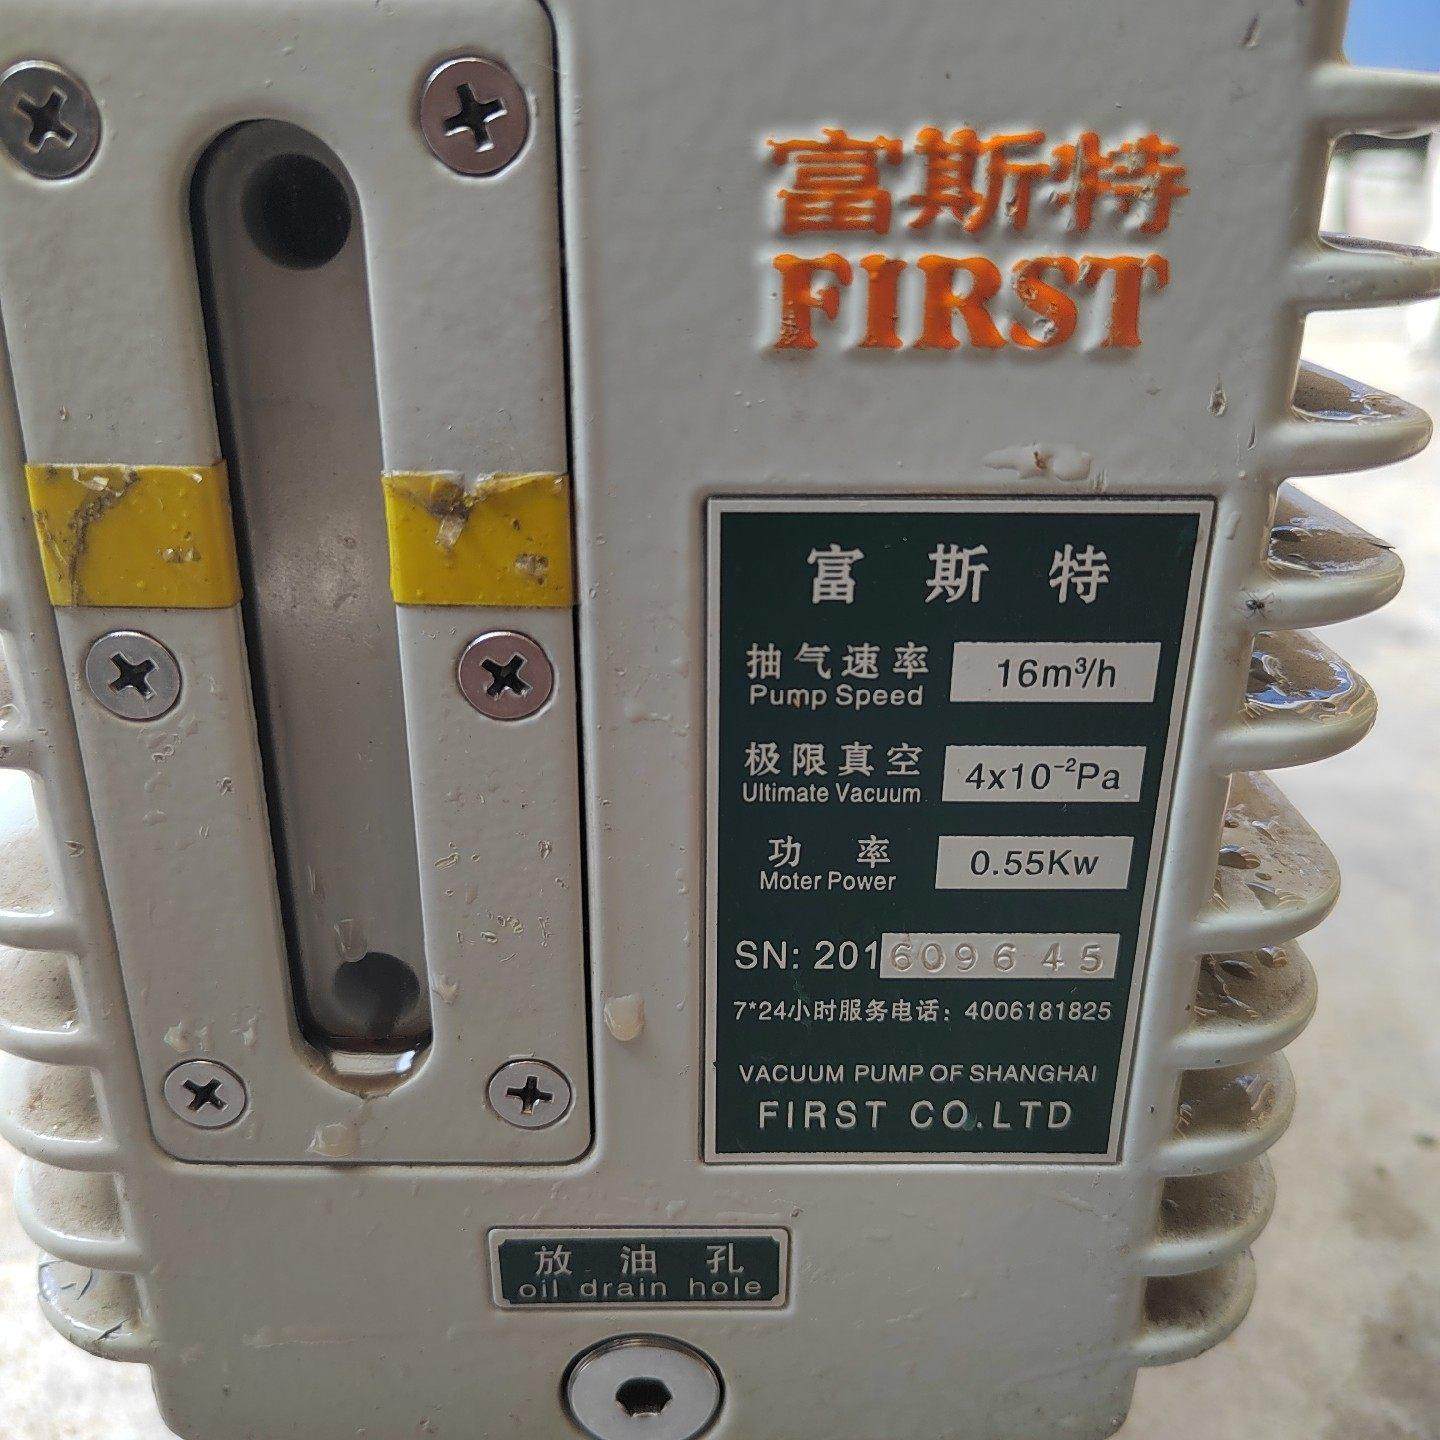 富斯特
FIRST
富斯特
抽气速率 16m³/h
Pump Speed
极限真空 4x10⁻²Pa
Ultimate Vacuum
功率 0.55Kw
Moter Power
SN: 201609645
7*24小时服务电话：4006181825
VACUUM PUMP OF SHANGHAI
FIRST CO.LTD
放油孔
oil drain hole